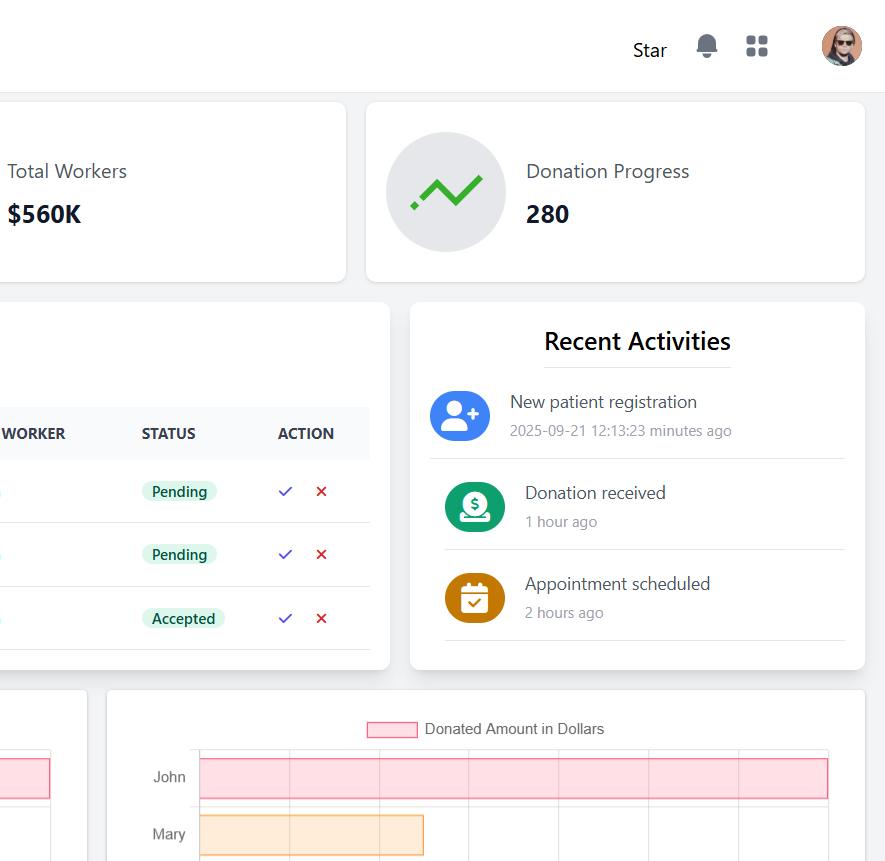 Star
Total Workers
$560K
Donation Progress
280
Recent Activities
WORKER STATUS ACTION
Pending
Pending
Accepted
New patient registration
2025-09-21 12:13:23 minutes ago
Donation received
1 hour ago
Appointment scheduled
2 hours ago
Donated Amount in Dollars
John
Mary